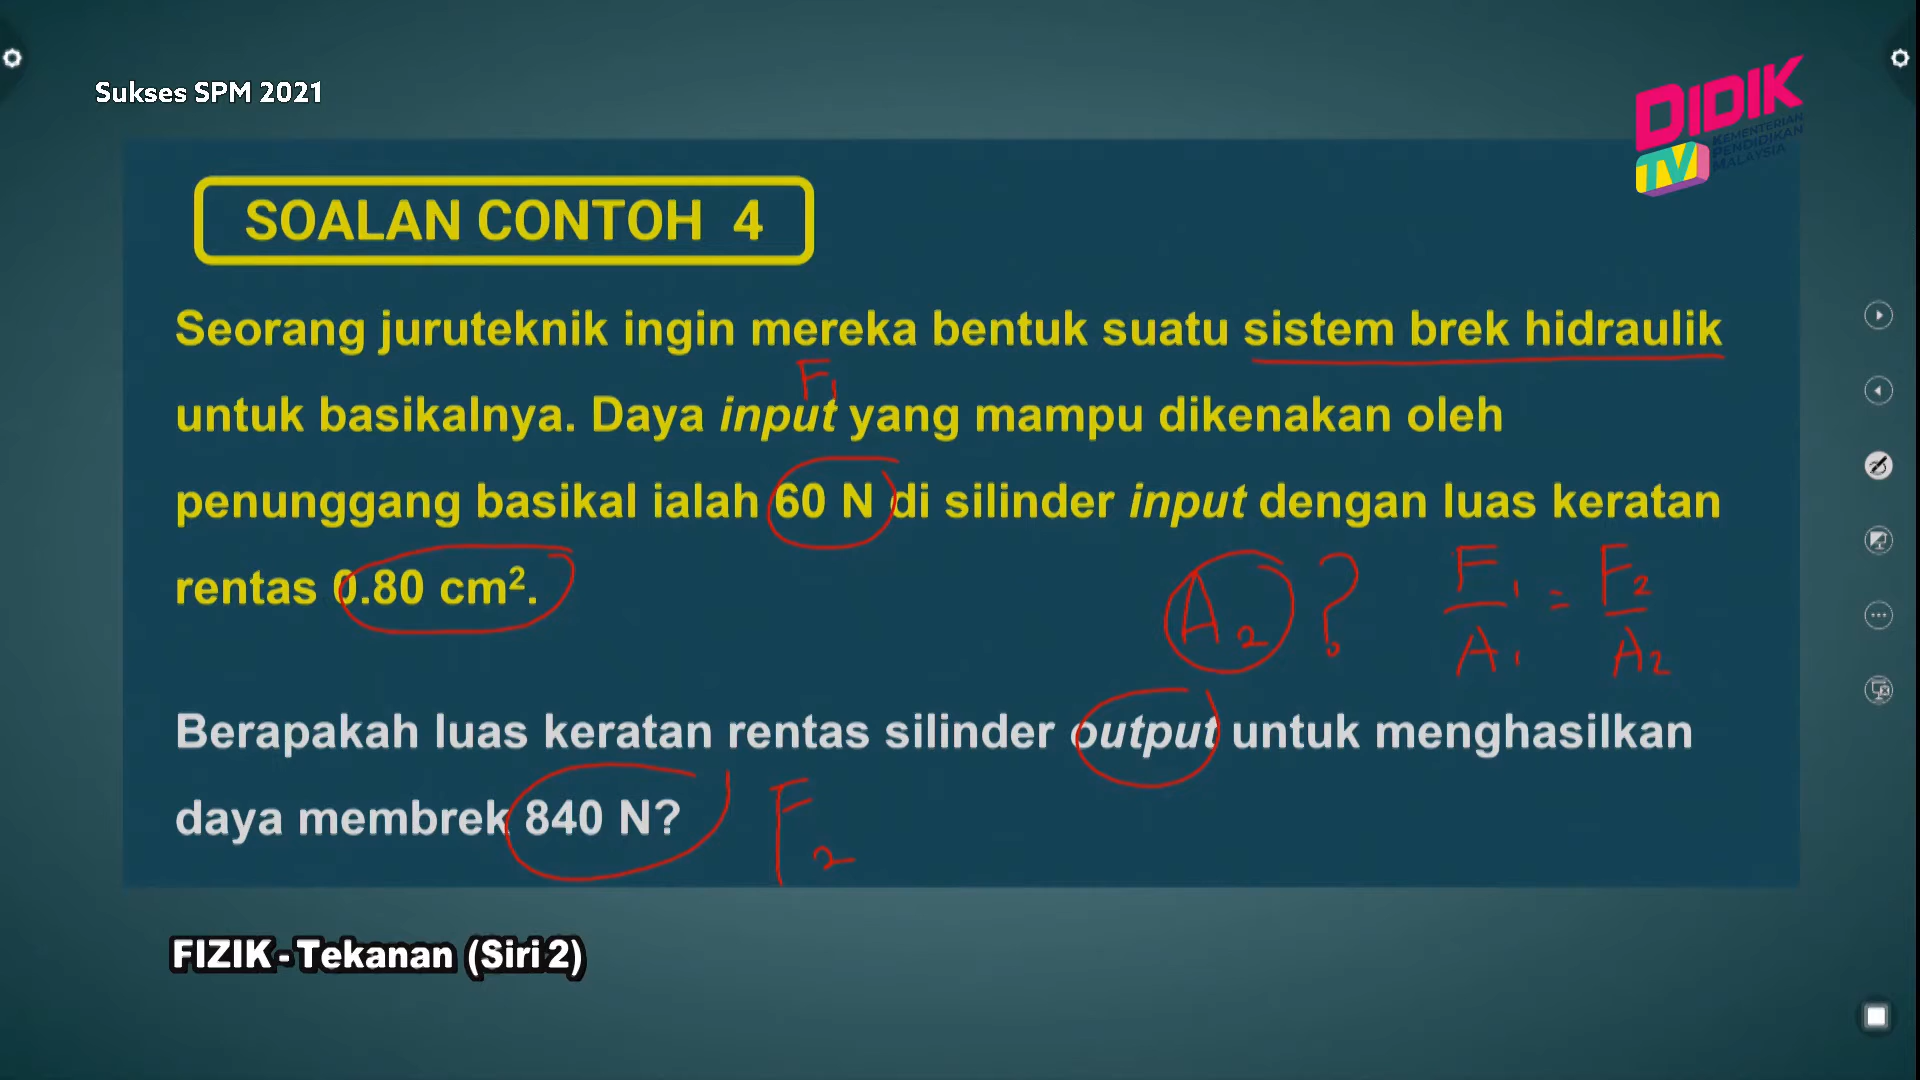 Sukses SPM 2021
DIDIK
TV
KEMENTERIAN
PENDIDIKAN
MALAYSIA
SOALAN CONTOH 4
Seorang juruteknik ingin mereka bentuk suatu sistem brek hidraulik
F1
untuk basikalnya. Daya input yang mampu dikenakan oleh
penunggang basikal ialah 60 N di silinder input dengan luas keratan
rentas 0.80 cm².
A2 ?
F1/A1 = F2/A2
Berapakah luas keratan rentas silinder output untuk menghasilkan
daya membrek 840 N?
F2
FIZIK - Tekanan (Siri 2)